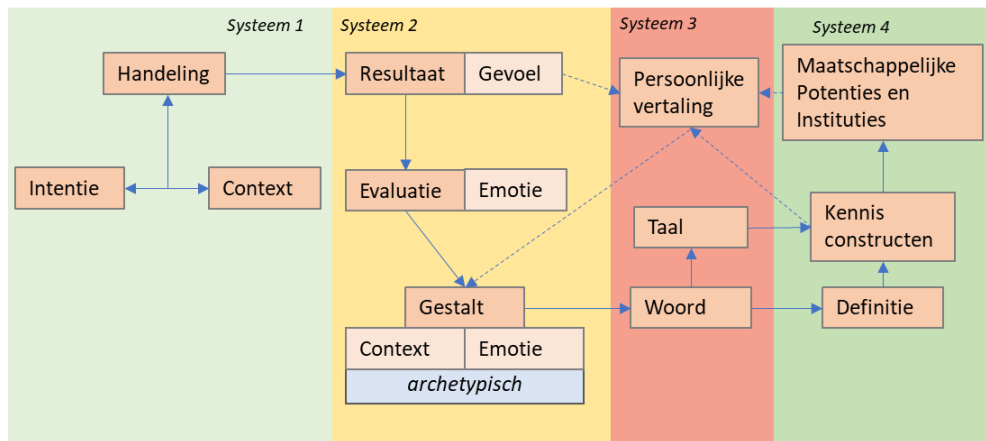 Systeem 1
Systeem 2
Systeem 3
Systeem 4
Handeling
Resultaat
Gevoel
Persoonlijke
vertaling
Maatschappelijke
Potenties en
Instituties
Intentie
Context
Evaluatie
Emotie
Taal
Kennis
constructen
Gestalt
Woord
Definitie
Context
Emotie
archetypisch